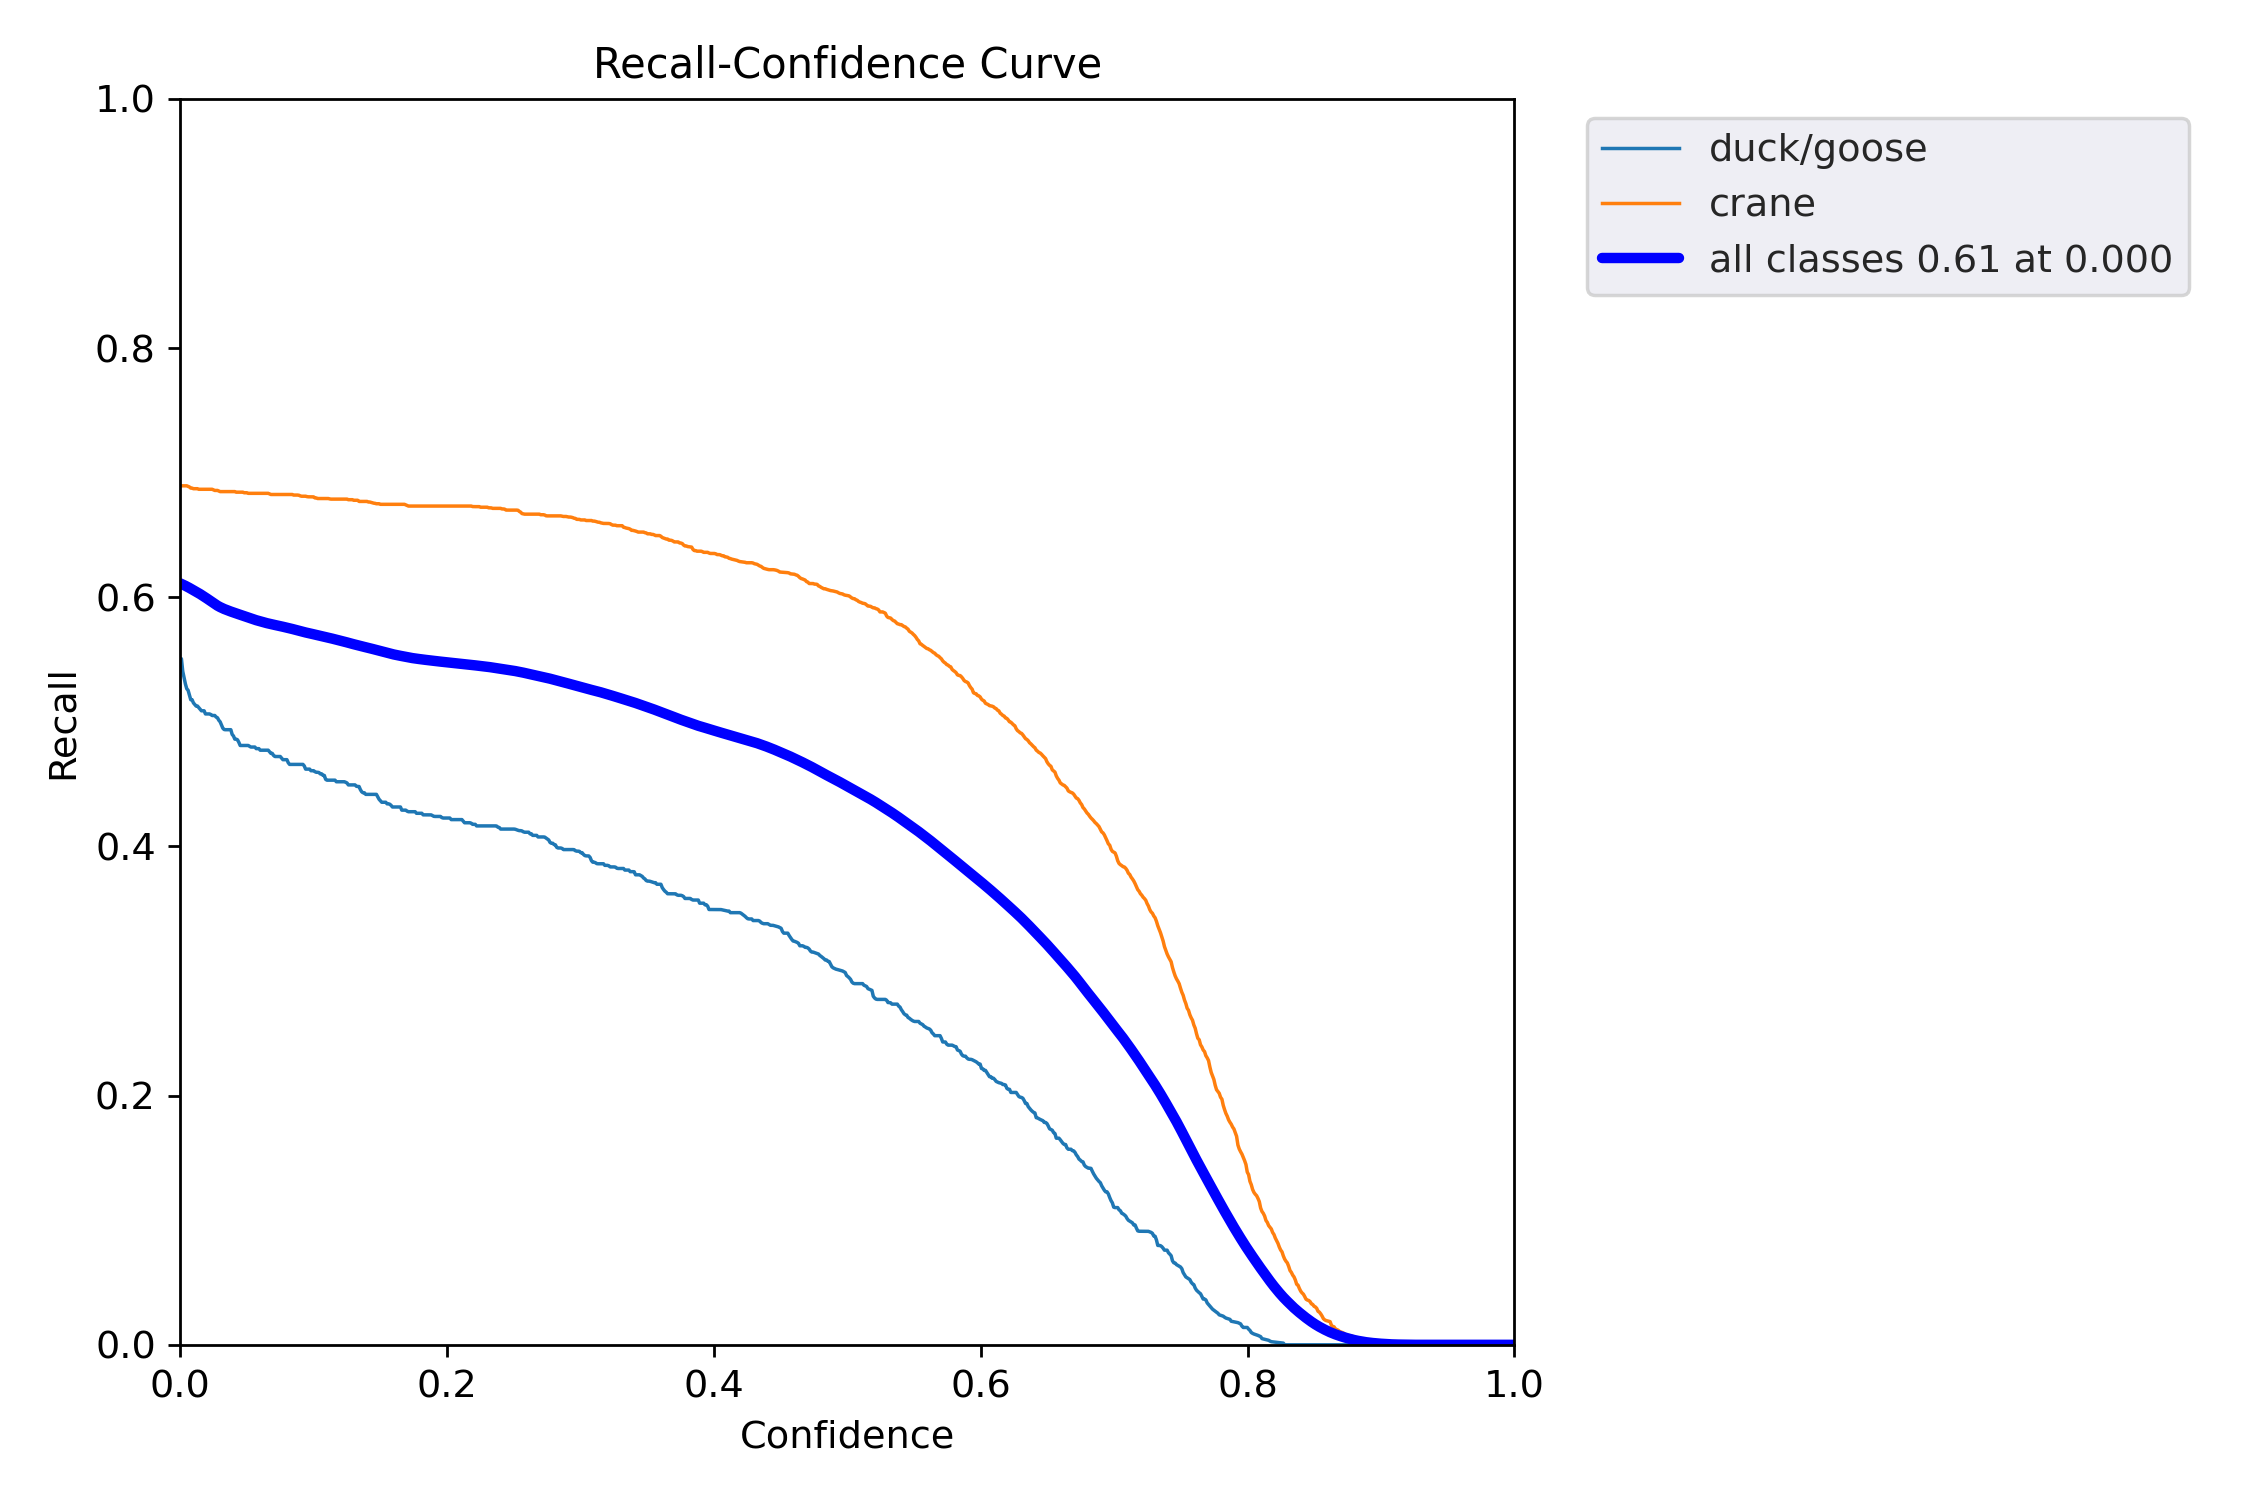 Recall-Confidence Curve
1.0
0.8
0.6
0.4
0.2
0.0
Recall
0.0 0.2 0.4 0.6 0.8 1.0
Confidence
duck/goose
crane
all classes 0.61 at 0.000